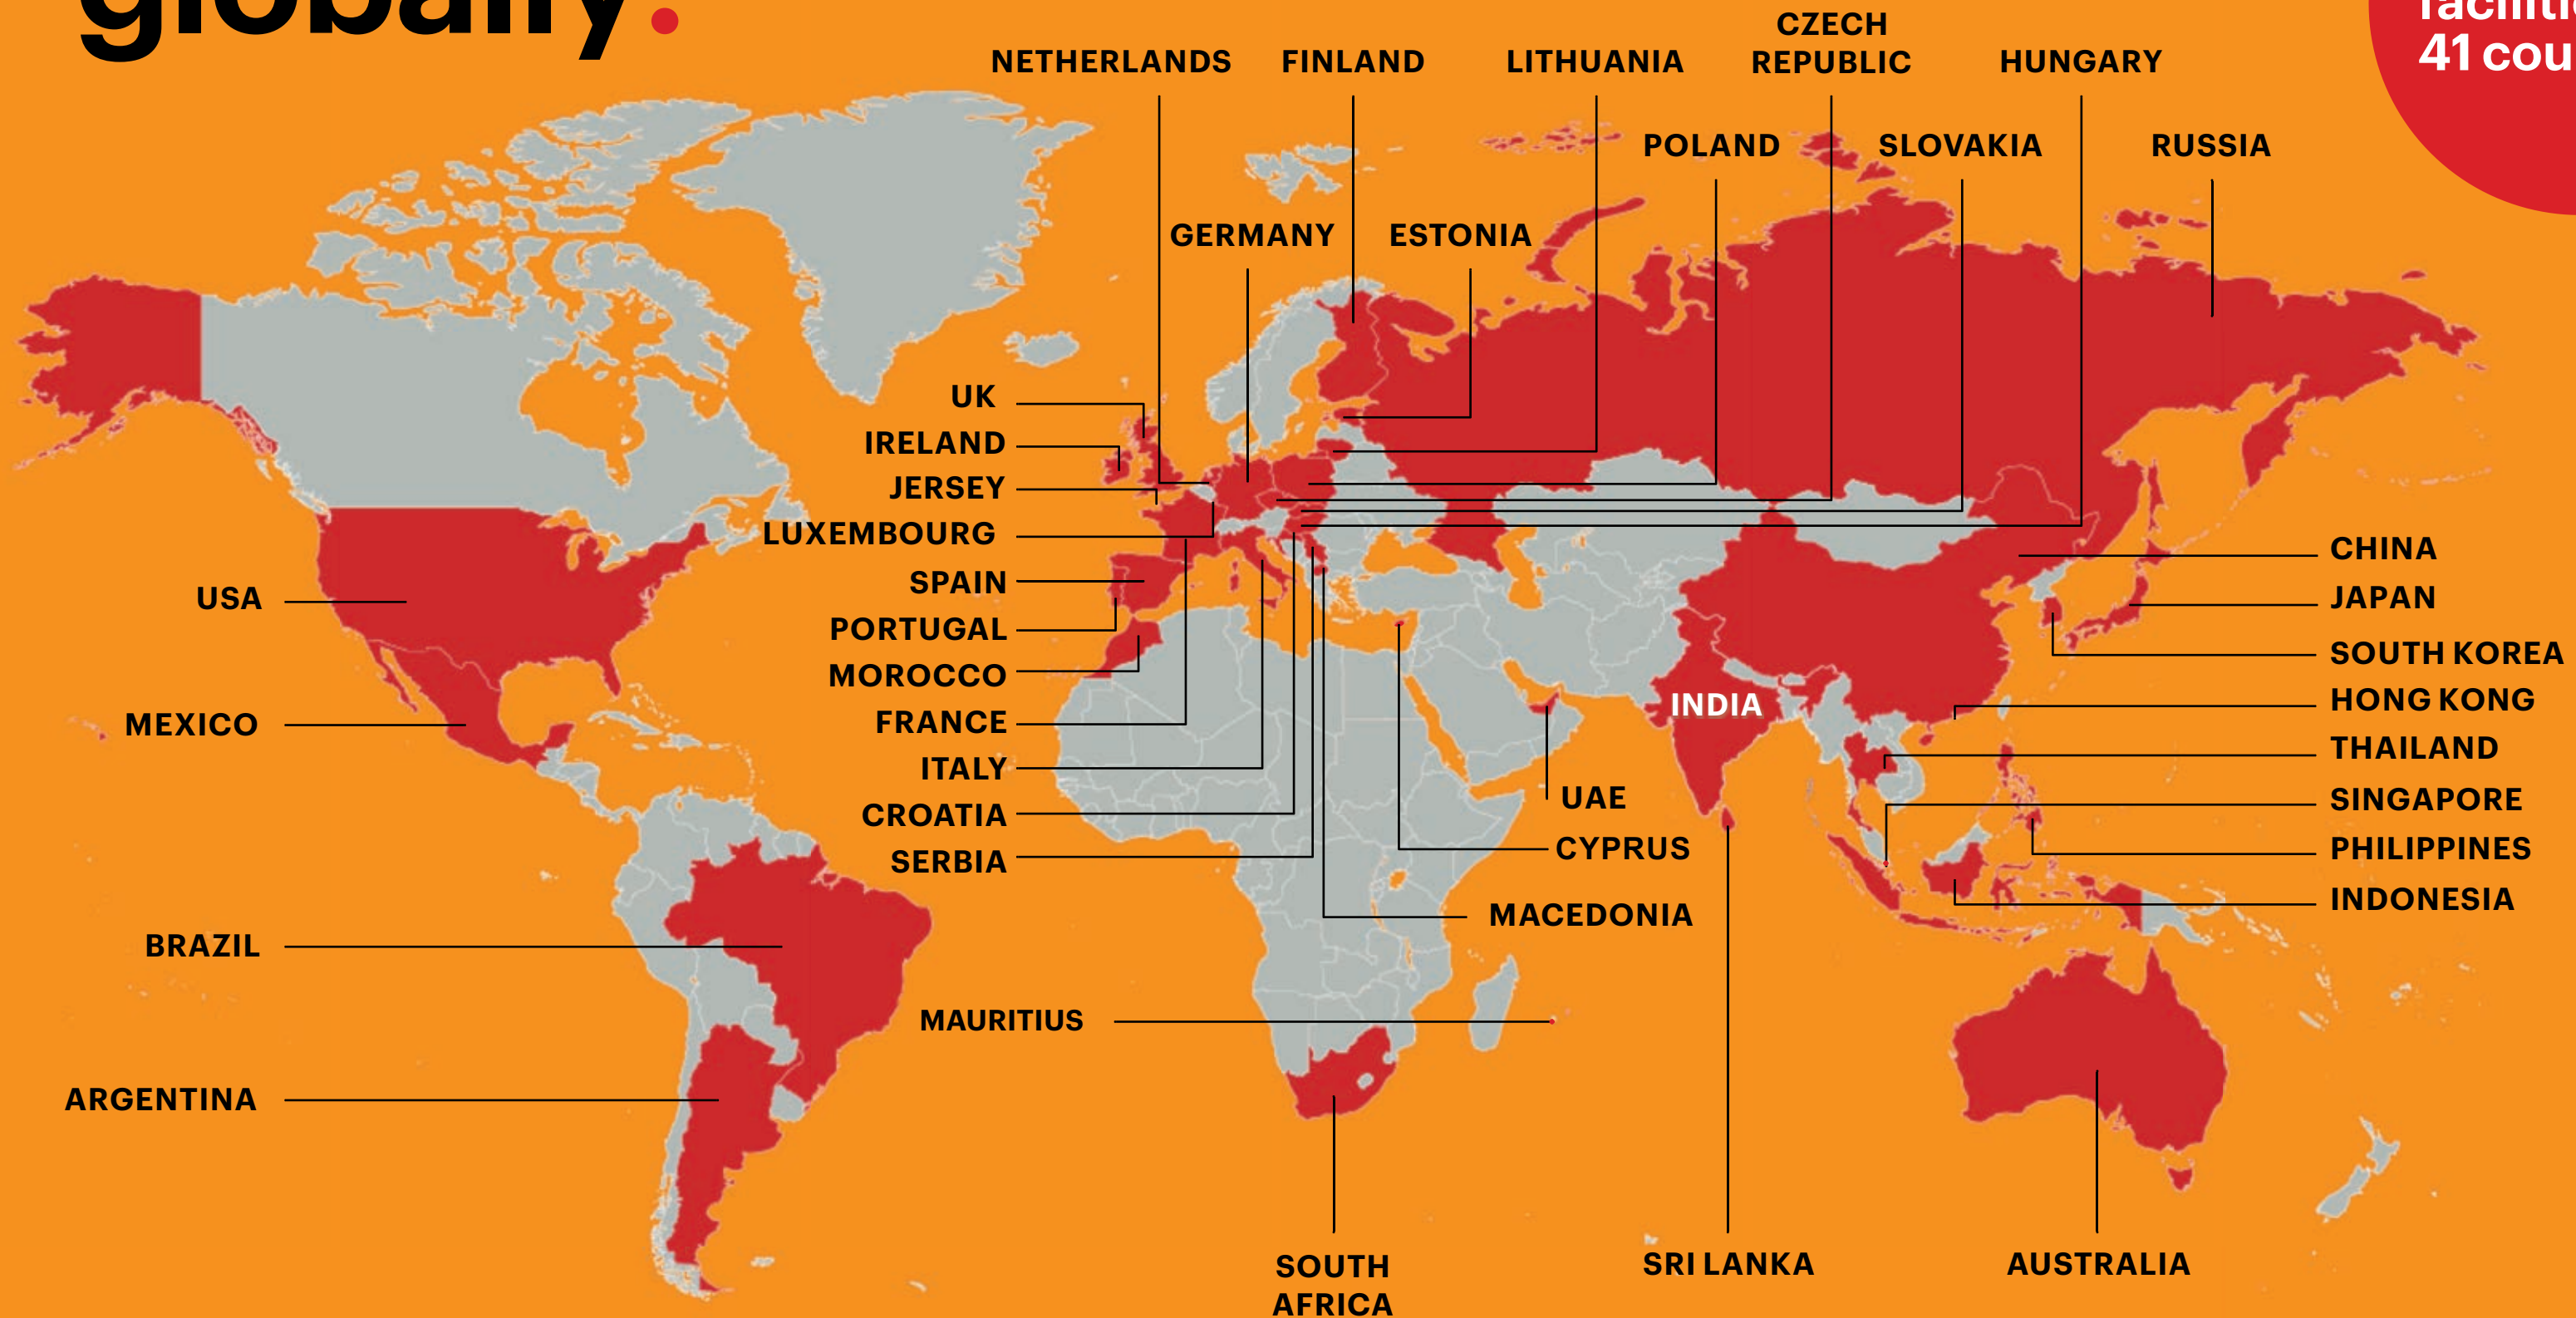 globally.
41
NETHERLANDS
FINLAND
LITHUANIA
CZECH
REPUBLIC
HUNGARY
POLAND
SLOVAKIA
RUSSIA
GERMANY
ESTONIA
UK
IRELAND
JERSEY
LUXEMBOURG
SPAIN
PORTUGAL
MOROCCO
FRANCE
ITALY
CROATIA
SERBIA
USA
MEXICO
BRAZIL
ARGENTINA
MAURITIUS
INDIA
UAE
CYPRUS
MACEDONIA
CHINA
JAPAN
SOUTH KOREA
HONG KONG
THAILAND
SINGAPORE
PHILIPPINES
INDONESIA
SOUTH
AFRICA
SRI LANKA
AUSTRALIA